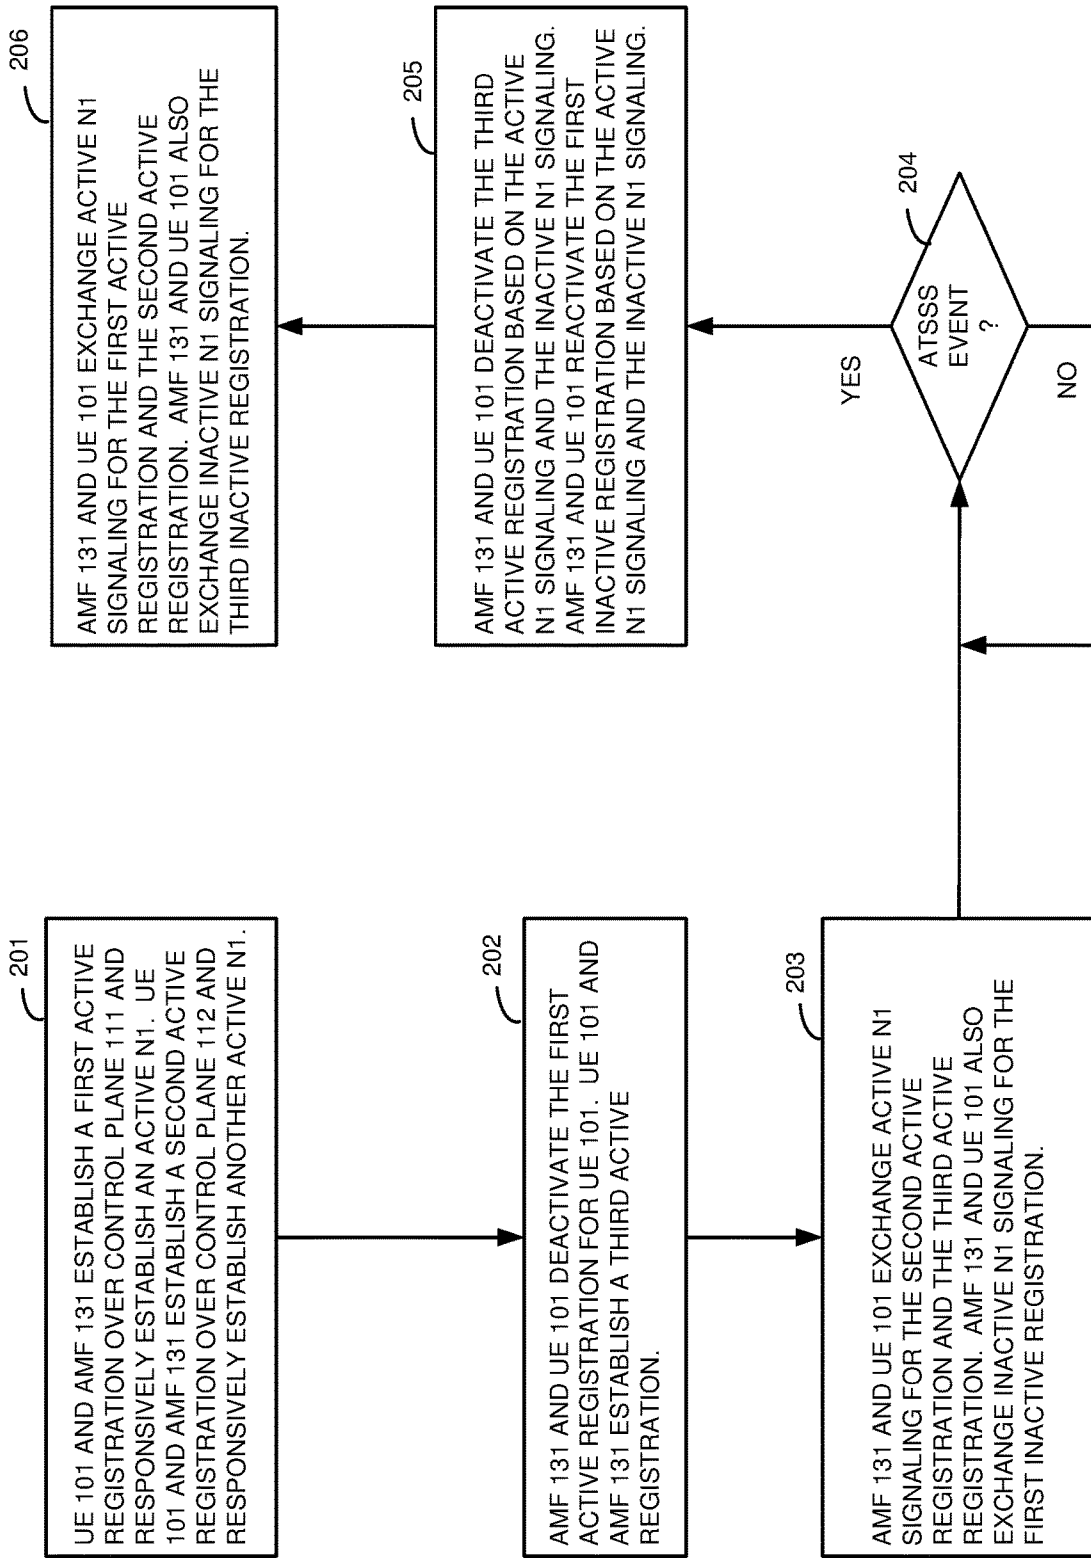 201
UE 101 AND AMF 131 ESTABLISH A FIRST ACTIVE
REGISTRATION OVER CONTROL PLANE 111 AND
RESPONSIVELY ESTABLISH AN ACTIVE N1. UE
101 AND AMF 131 ESTABLISH A SECOND ACTIVE
REGISTRATION OVER CONTROL PLANE 112 AND
RESPONSIVELY ESTABLISH ANOTHER ACTIVE N1.
202
AMF 131 AND UE 101 DEACTIVATE THE FIRST
ACTIVE REGISTRATION FOR UE 101. UE 101 AND
AMF 131 ESTABLISH A THIRD ACTIVE
REGISTRATION.
203
AMF 131 AND UE 101 EXCHANGE ACTIVE N1
SIGNALING FOR THE SECOND ACTIVE
REGISTRATION AND THE THIRD ACTIVE
REGISTRATION. AMF 131 AND UE 101 ALSO
EXCHANGE INACTIVE N1 SIGNALING FOR THE
FIRST INACTIVE REGISTRATION.
204
ATSSS
EVENT
?
YES
NO
205
AMF 131 AND UE 101 DEACTIVATE THE THIRD
ACTIVE REGISTRATION BASED ON THE ACTIVE
N1 SIGNALING AND THE INACTIVE N1 SIGNALING.
AMF 131 AND UE 101 REACTIVATE THE FIRST
INACTIVE REGISTRATION BASED ON THE ACTIVE
N1 SIGNALING AND THE INACTIVE N1 SIGNALING.
206
AMF 131 AND UE 101 EXCHANGE ACTIVE N1
SIGNALING FOR THE FIRST ACTIVE
REGISTRATION AND THE SECOND ACTIVE
REGISTRATION. AMF 131 AND UE 101 ALSO
EXCHANGE INACTIVE N1 SIGNALING FOR THE
THIRD INACTIVE REGISTRATION.